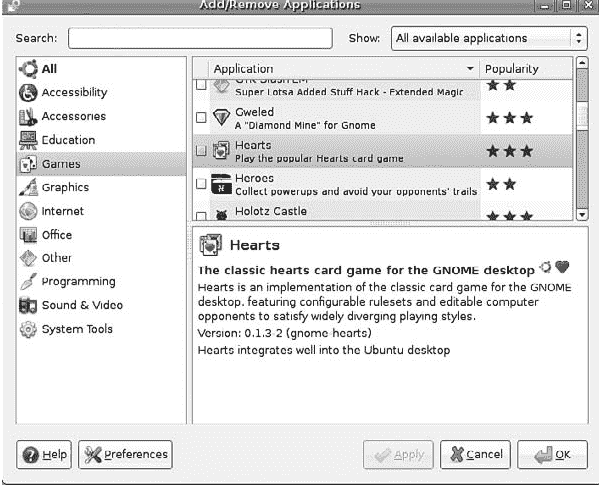 Add/Remove Applications
Search:
Show: All available applications
All
Accessibility
Accessories
Education
Games
Graphics
Internet
Office
Other
Programming
Sound & Video
System Tools
Application Popularity
Super Lotsa Added Stuff Hack - Extended Magic
Gweled
A "Diamond Mine" for Gnome
Hearts
Play the popular Hearts card game
Heroes
Collect powerups and avoid your opponents' trails
Holotz Castle
Hearts
The classic hearts card game for the GNOME desktop
Hearts is an implementation of the classic card game for the GNOME
desktop, featuring configurable rulesets and editable computer
opponents to satisfy widely diverging playing styles.
Version: 0.1.3-2 (gnome-hearts)
Hearts integrates well into the Ubuntu desktop
Help
Preferences
Apply
Cancel
OK